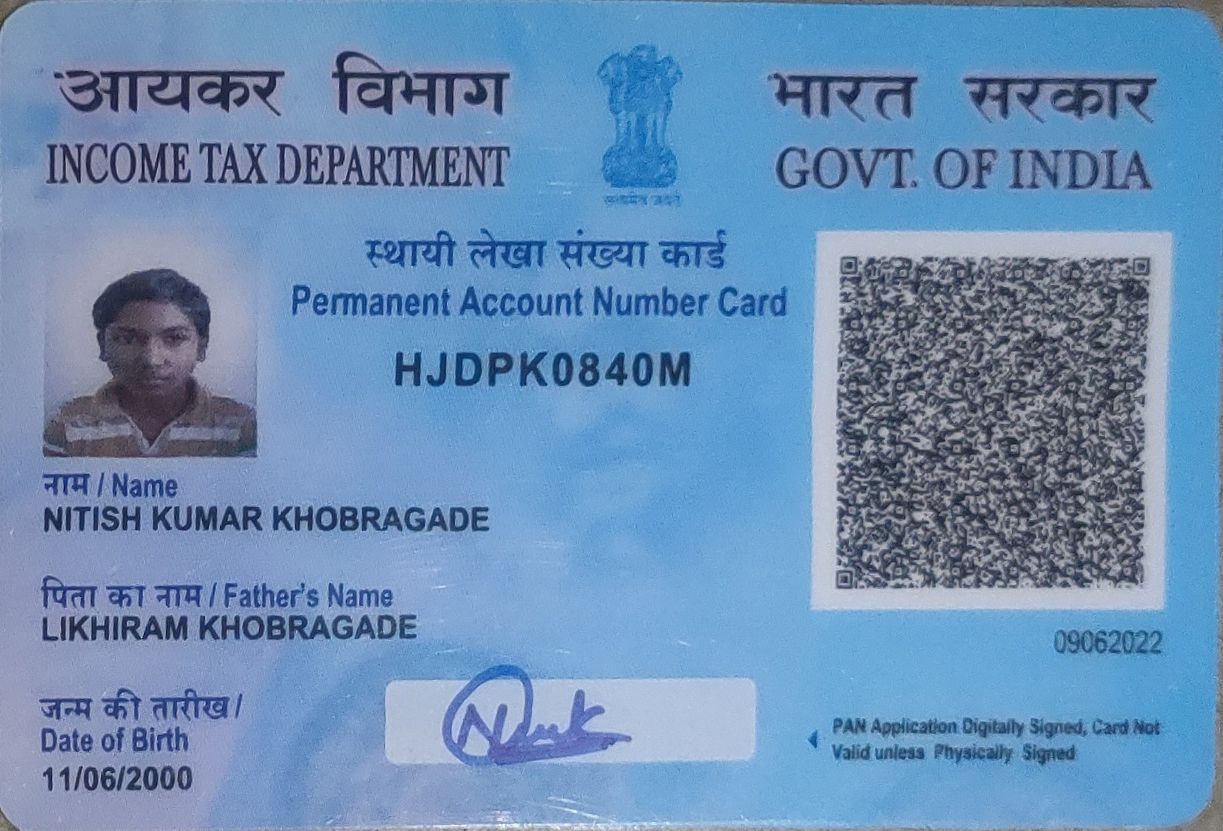 आयकर विभाग
INCOME TAX DEPARTMENT
सत्यमेव जयते
भारत सरकार
GOVT. OF INDIA
स्थायी लेखा संख्या कार्ड
Permanent Account Number Card
HJDPK0840M
नाम / Name
NITISH KUMAR KHOBRAGADE
पिता का नाम / Father's Name
LIKHIRAM KHOBRAGADE
09062022
जन्म की तारीख /
Date of Birth
11/06/2000
PAN Application Digitally Signed, Card Not
Valid unless Physically Signed